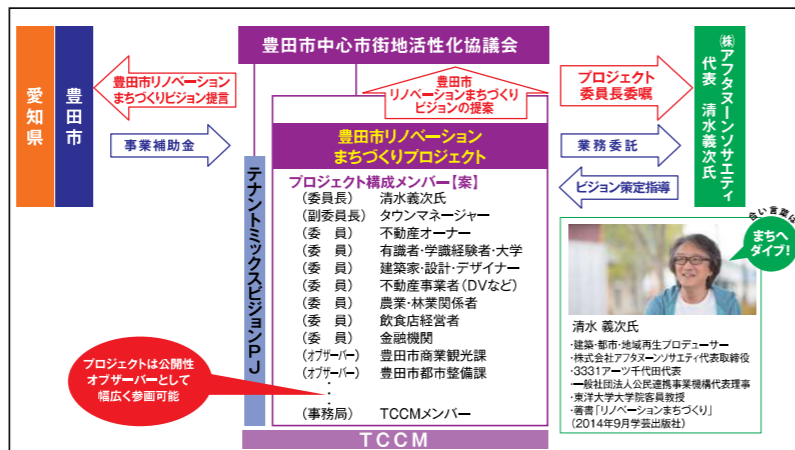 豊田市中心市街地活性化協議会
愛知県
豊田市
豊田市リノベーション
まちづくりビジョン提言
事業補助金
豊田市
リノベーションまちづくり
ビジョンの提案
プロジェクト
委員長委嘱
業務委託
ビジョン策定指導
㈱アフタヌーンソサエティ
代表 清水義次氏
テナントミックスビジョンPJ
豊田市リノベーション
まちづくりプロジェクト
プロジェクト構成メンバー【案】
(委員長) 清水義次氏
(副委員長) タウンマネージャー
(委 員) 不動産オーナー
(委 員) 有識者・学識経験者・大学
(委 員) 建築家・設計・デザイナー
(委 員) 不動産事業者(DVなど)
(委 員) 農業・林業関係者
(委 員) 飲食店経営者
(委 員) 金融機関
(オブザーバー) 豊田市商業観光課
(オブザーバー) 豊田市都市整備課
(事務局) TCCMメンバー
TCCM
プロジェクトは公開性
オブザーバーとして
幅広く参画可能
合い言葉は
まちへ
ダイブ!
清水 義次氏
・建築・都市・地域再生プロデューサー
・株式会社アフタヌーンソサエティ代表取締役
・3331アーツ千代田代表
・一般社団法人公民連携事業機構代表理事
・東洋大学大学院客員教授
・著書「リノベーションまちづくり」
(2014年9月学芸出版社)